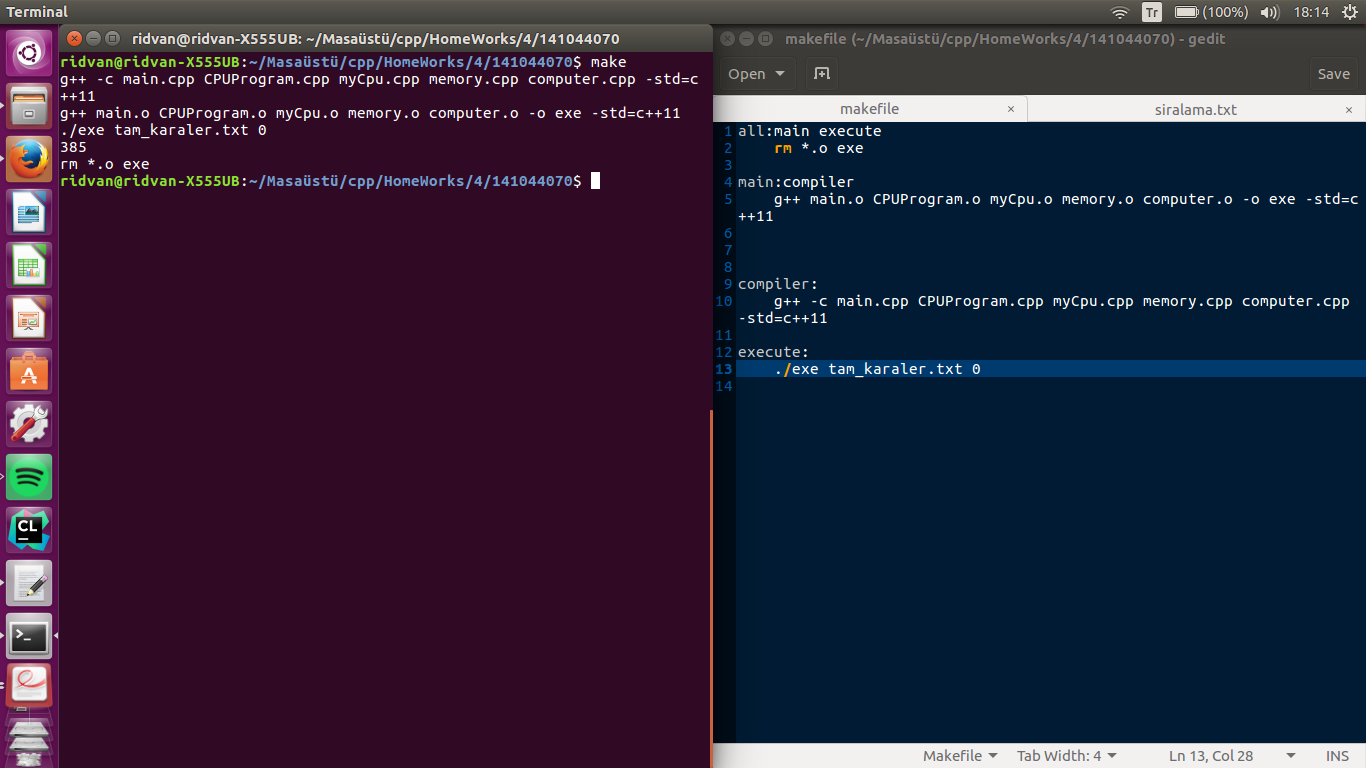 Terminal
Tr (100%) 18:14
ridvan@ridvan-X555UB: ~/Masaüstü/cpp/HomeWorks/4/141044070
ridvan@ridvan-X555UB:~/Masaüstü/cpp/HomeWorks/4/141044070$ make
g++ -c main.cpp CPUProgram.cpp myCpu.cpp memory.cpp computer.cpp -std=c
++11
g++ main.o CPUProgram.o myCpu.o memory.o computer.o -o exe -std=c++11
./exe tam_karaler.txt 0
385
rm *.o exe
ridvan@ridvan-X555UB:~/Masaüstü/cpp/HomeWorks/4/141044070$
CL
>_
makefile (~/Masaüstü/cpp/HomeWorks/4/141044070) - gedit
Open Save
makefile × siralama.txt ×
1 all:main execute
2 rm *.o exe
3
4 main:compiler
5 g++ main.o CPUProgram.o myCpu.o memory.o computer.o -o exe -std=c
++11
6
7
8
9 compiler:
10 g++ -c main.cpp CPUProgram.cpp myCpu.cpp memory.cpp computer.cpp
-std=c++11
11
12 execute:
13 ./exe tam_karaler.txt 0
14
Makefile Tab Width: 4 Ln 13, Col 28 INS